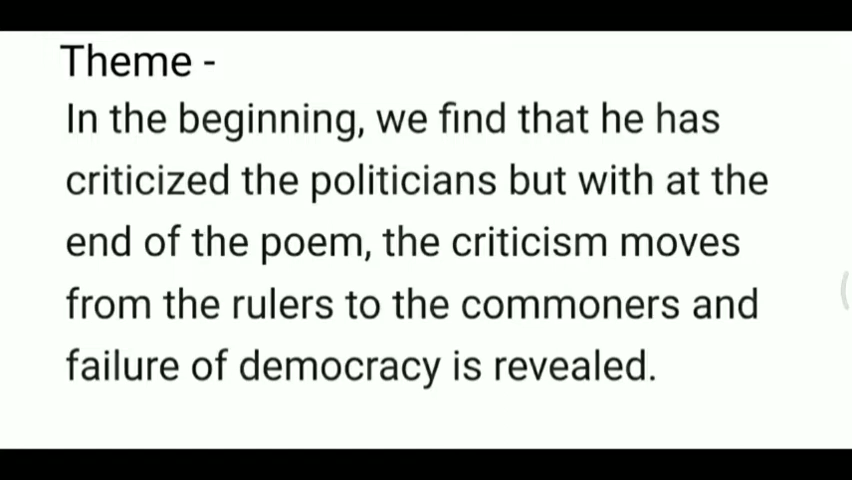 Theme -
In the beginning, we find that he has
criticized the politicians but with at the
end of the poem, the criticism moves
from the rulers to the commoners and
failure of democracy is revealed.